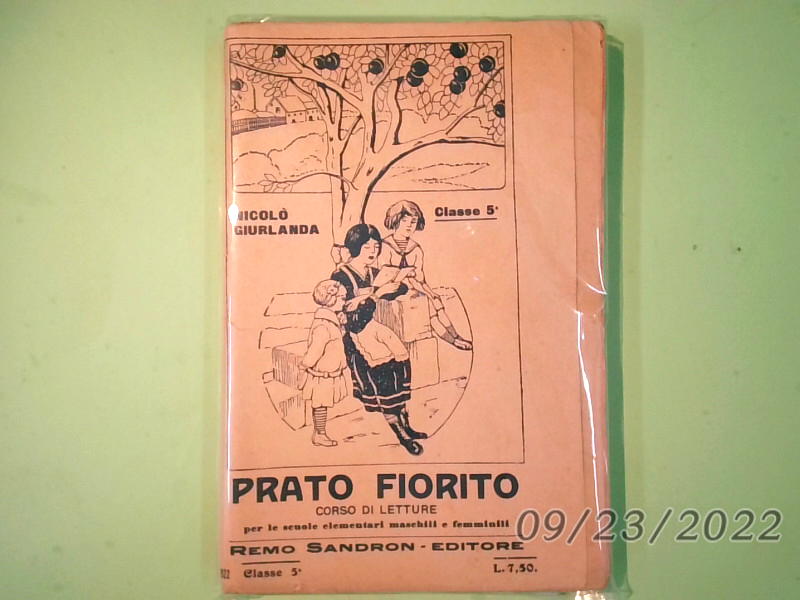 NICOLÒ
GIURLANDA
Classe 5ª
PRATO FIORITO
CORSO DI LETTURE
per le scuole elementari maschili e femminili
REMO SANDRON - EDITORE
Classe 5ª
L. 7,50.
09/23/2022